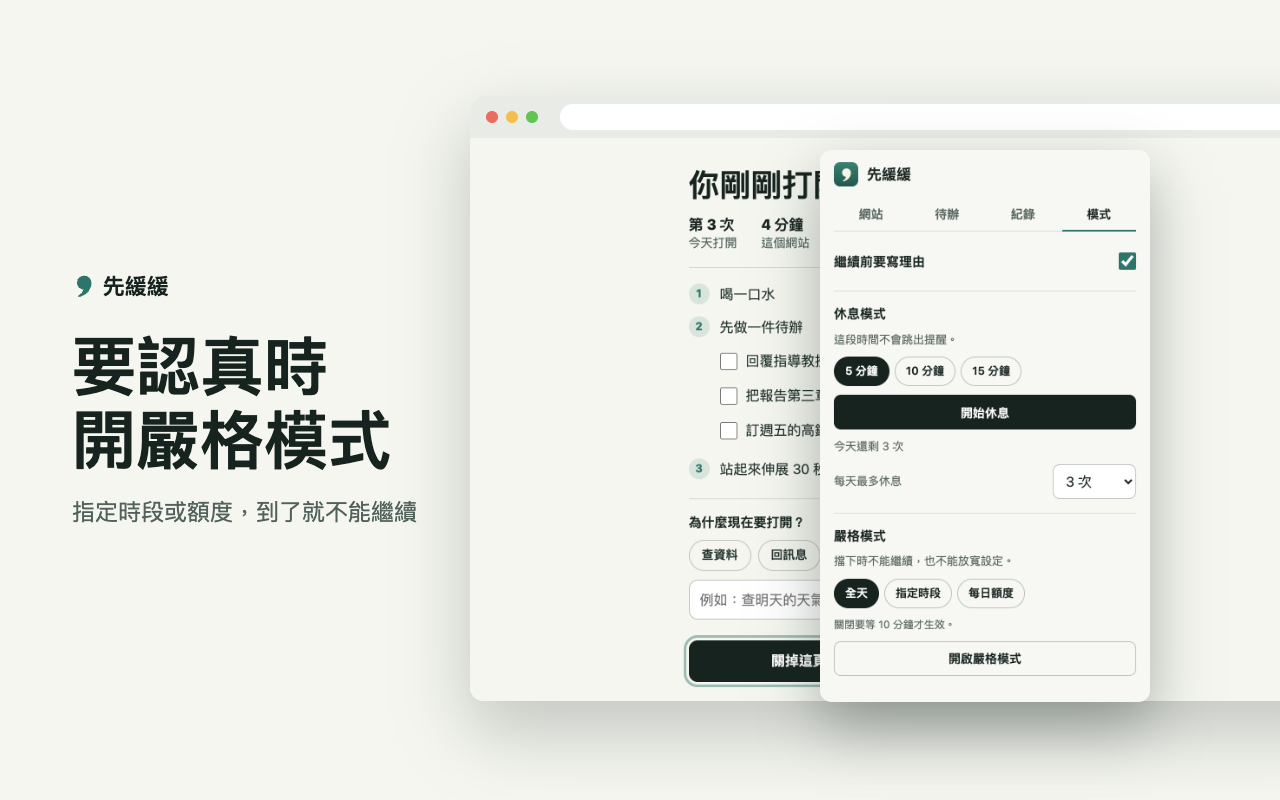 先緩緩
要認真時
開嚴格模式
指定時段或額度，到了就不能繼續
你剛剛打
第 3 次
4 分鐘
今天打開
這個網站
1 喝一口水
2 先做一件待辦
回覆指導教
把報告第三
訂週五的高
3 站起來伸展 30
為什麼現在要打開？
查資料
回訊息
例如：查明天的天
關掉這
先緩緩
網站
待辦
紀錄
模式
繼續前要寫理由
休息模式
這段時間不會跳出提醒。
5 分鐘
10 分鐘
15 分鐘
開始休息
今天還剩 3 次
每天最多休息
3 次
嚴格模式
擋下時不能繼續，也不能放寬設定。
全天
指定時段
每日額度
關閉要等 10 分鐘才生效。
開啟嚴格模式